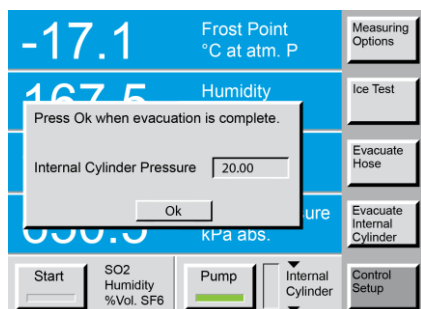 -17.1
Frost Point
°C at atm. P
Measuring
Options
Humidity
Ice Test
Press Ok when evacuation is complete.
Internal Cylinder Pressure 20.00
Ok
Evacuate
Hose
Evacuate
Internal
Cylinder
kPa abs.
Start
SO2
Humidity
%Vol. SF6
Pump
Internal
Cylinder
Control
Setup